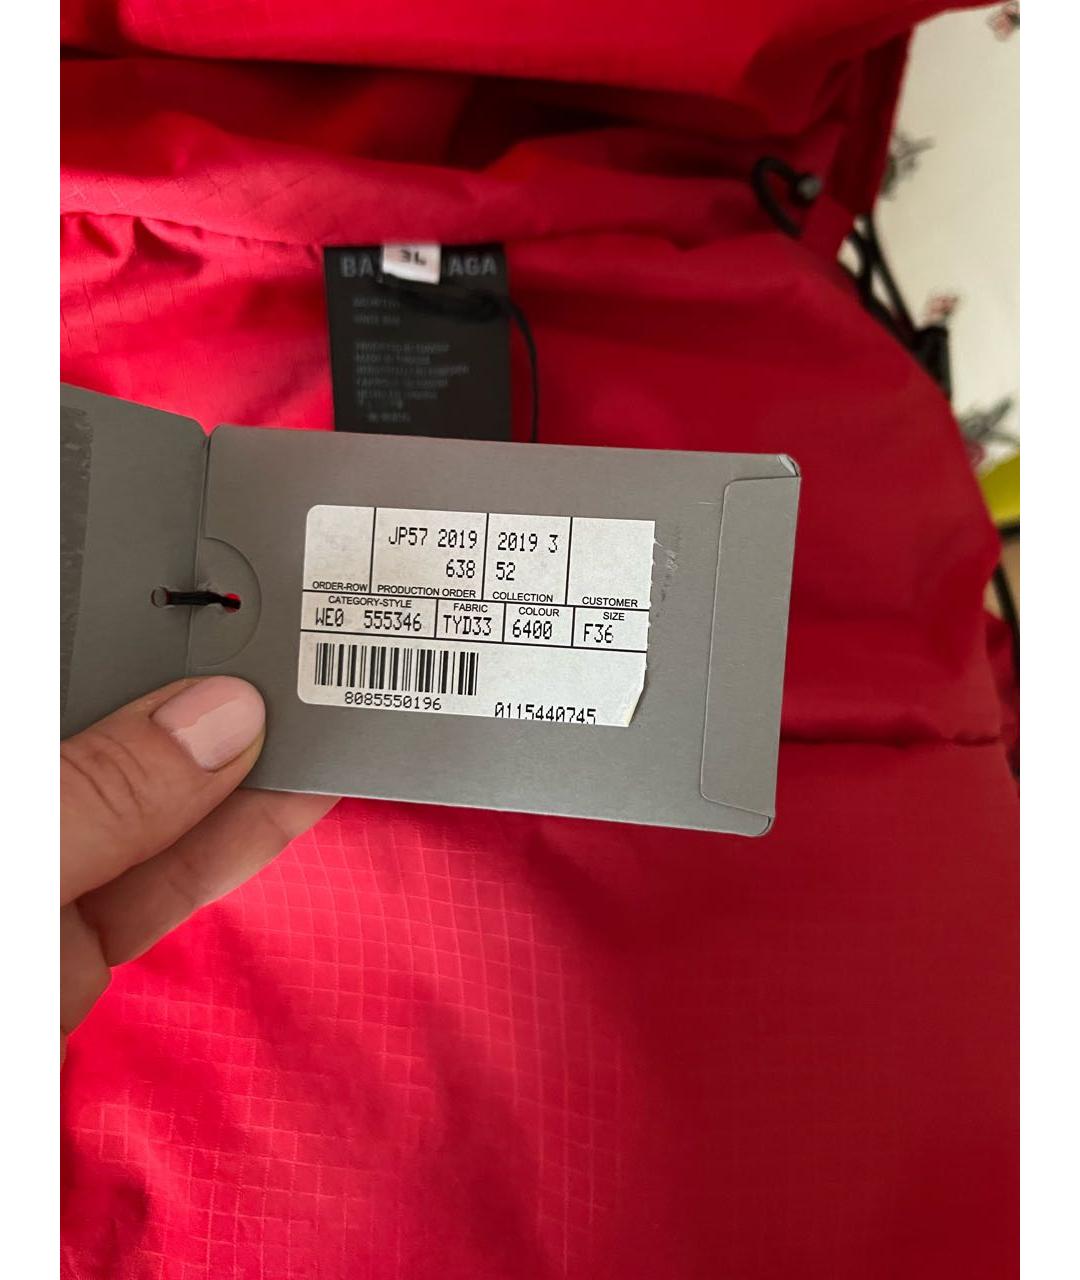 3L
BA AGA
JP57 2019
638
2019 3
52
ORDER-ROW PRODUCTION ORDER COLLECTION CUSTOMER
CATEGORY-STYLE FABRIC COLOUR SIZE
WE0 555346 TYD33 6400 F36
8085550196
0115440745